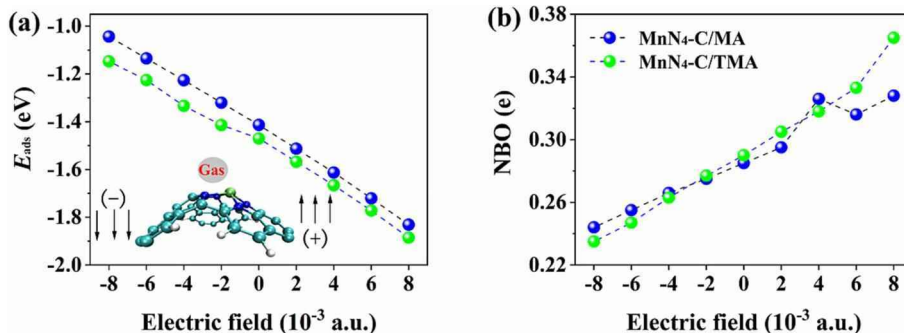 (a)
-1.0
-1.2
-1.4
-1.6
-1.8
-2.0
Eads (eV)
Gas
(−)
(+)
-8 -6 -4 -2 0 2 4 6 8
Electric field (10⁻³ a.u.)
(b)
0.38
0.34
0.30
0.26
0.22
NBO (e)
MnN₄-C/MA
MnN₄-C/TMA
-8 -6 -4 -2 0 2 4 6 8
Electric field (10⁻³ a.u.)